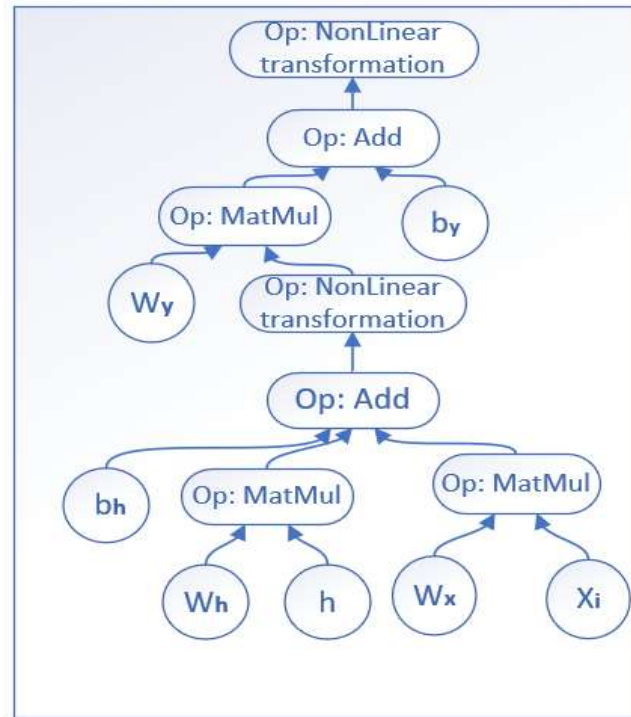 Op: NonLinear
transformation
Op: Add
Op: MatMul
by
Wy
Op: NonLinear
transformation
Op: Add
bh
Op: MatMul
Op: MatMul
Wh
h
Wx
Xi